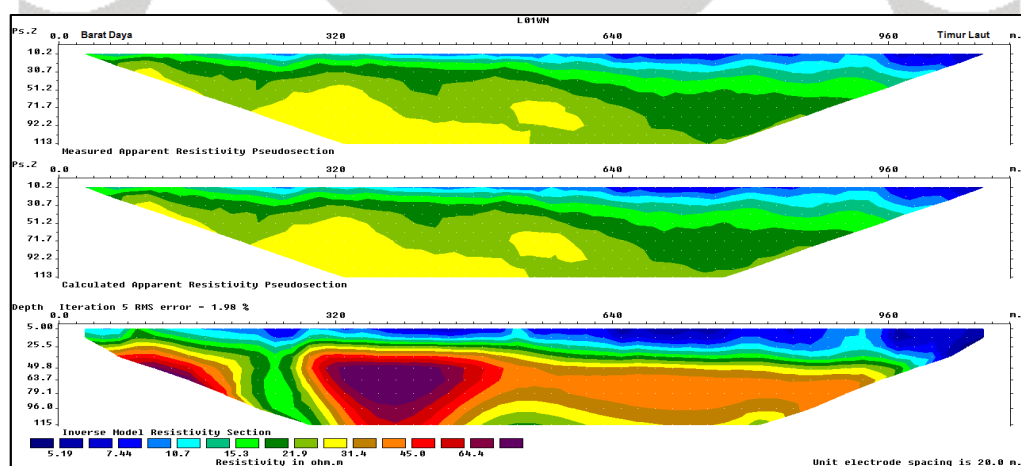 L01WN
Ps.Z 0.0 Barat Daya 320 640 960 Timur Laut m.
10.2
30.7
51.2
71.7
92.2
113
Measured Apparent Resistivity Pseudosection
Ps.Z 0.0 320 640 960 m.
10.2
30.7
51.2
71.7
92.2
113
Calculated Apparent Resistivity Pseudosection
Depth Iteration 5 RMS error = 1.98 %
0.0 320 640 960 m.
5.00
25.5
49.8
63.7
79.1
96.0
115
Inverse Model Resistivity Section
5.19 7.44 10.7 15.3 21.9 31.4 45.0 64.4
Resistivity in ohm.m
Unit electrode spacing is 20.0 m.